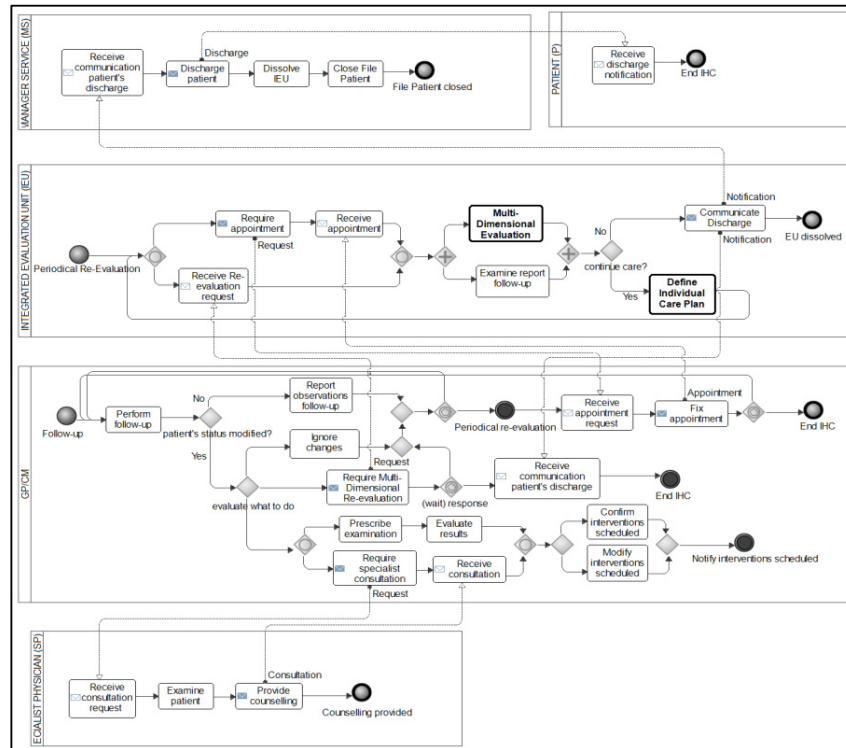 MANAGER SERVICE (MS)
Receive
communication
patient's
discharge
Discharge
Discharge
patient
Dissolve
IEU
Close File
Patient
File Patient closed
PATIENT (P)
Receive
discharge
notification
End IHC
INTEGRATED EVALUATION UNIT (IEU)
Periodical Re-Evaluation
Require
appointment
Request
Receive
appointment
Receive Re-
evaluation
request
Multi-
Dimensional
Evaluation
Examine report
follow-up
No
continue care?
Yes
Notification
Communicate
Discharge
Notification
EU dissolved
Define
Individual
Care Plan
GP/CM
Follow-up
Perform
follow-up
No
patient's status modified?
Yes
Report
observations
follow-up
Ignore
changes
Request
evaluate what to do
Require Multi-
Dimensional
Re-evaluation
(wait) response
Periodical re-evaluation
Receive
appointment
request
Appointment
Fix
appointment
End IHC
Receive
communication
patient's discharge
End IHC
Prescribe
examination
Evaluate
results
Require
specialist
consultation
Request
Receive
consultation
Confirm
interventions
scheduled
Modify
interventions
scheduled
Notify interventions scheduled
ECIALIST PHYSICIAN (SP)
Receive
consultation
request
Examine
patient
Consultation
Provide
counselling
Counselling provided